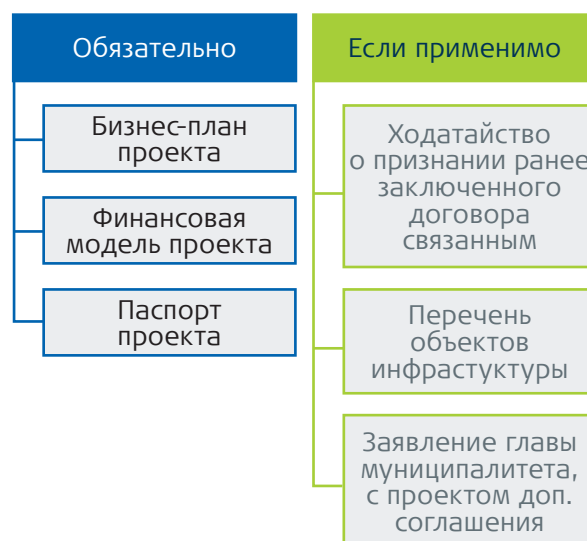 Обязательно
Бизнес-план
проекта
Финансовая
модель проекта
Паспорт
проекта
Если применимо
Ходатайство
о признании ранее
заключенного
договора
связанным
Перечень
объектов
инфрастуктуры
Заявление главы
муниципалитета,
с проектом доп.
соглашения